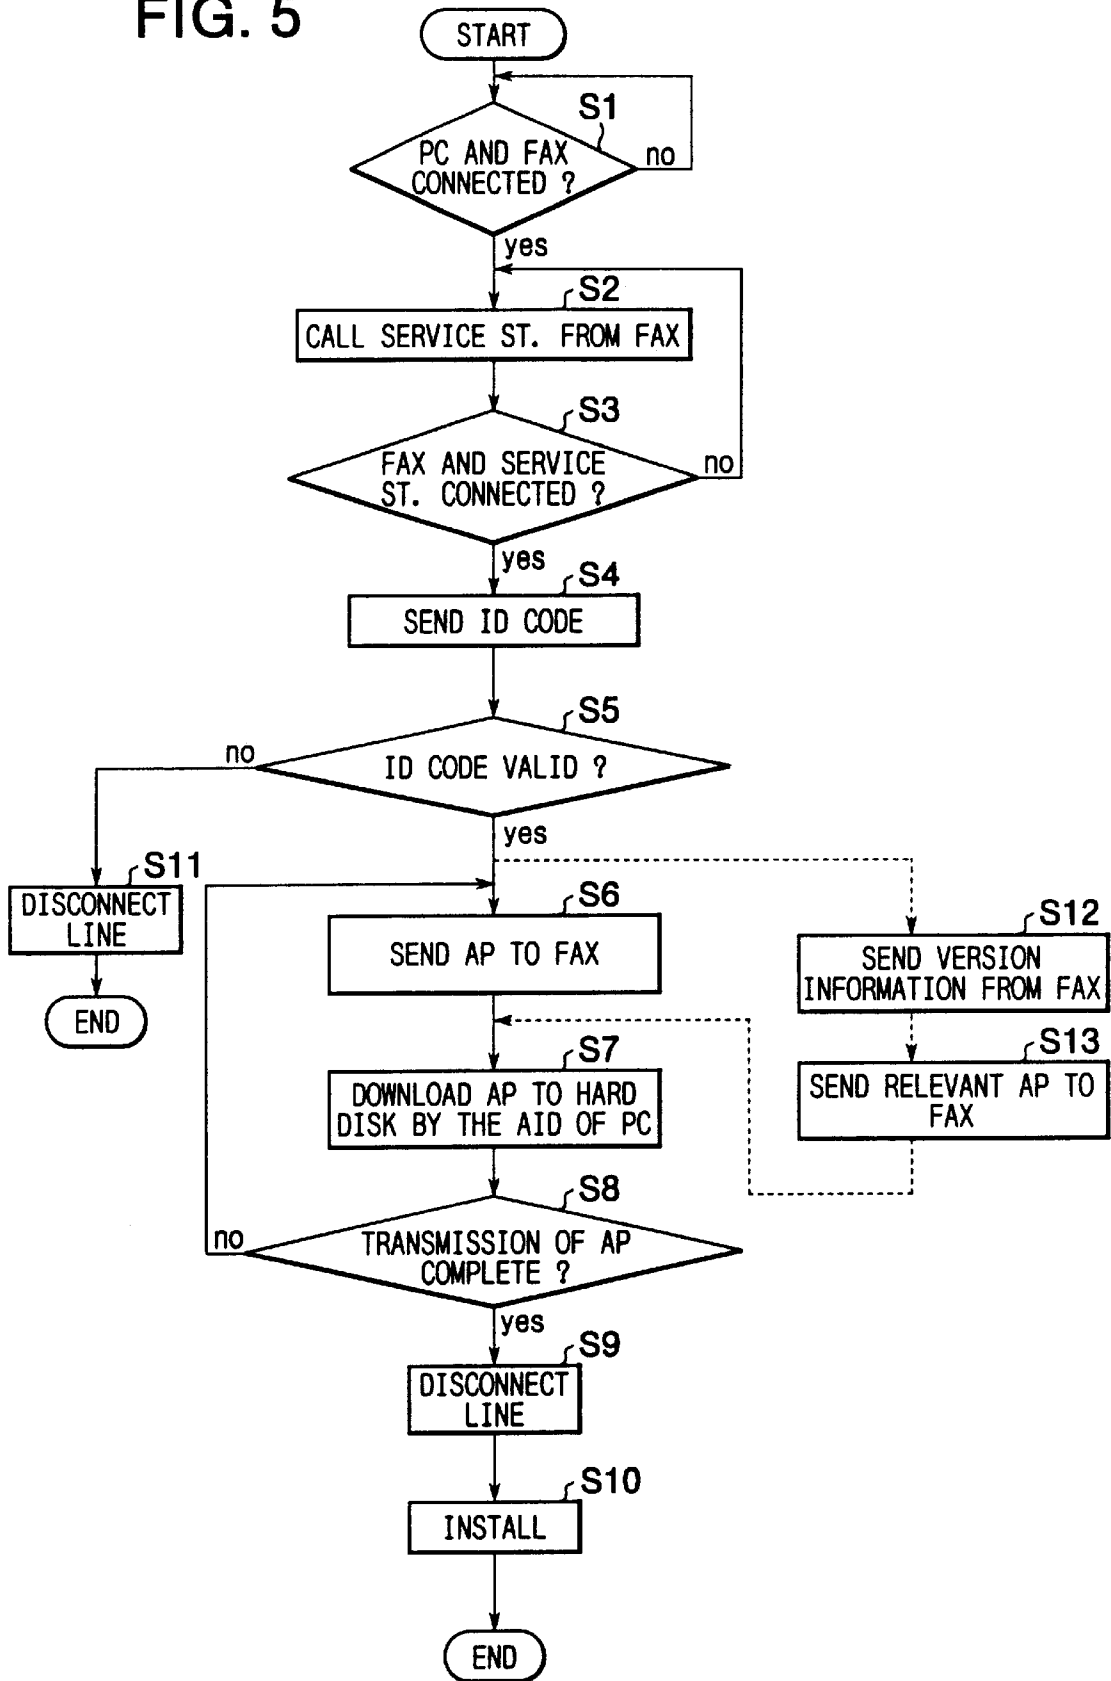 FIG. 5
START
S1
PC AND FAX
CONNECTED ?
no
yes
S2
CALL SERVICE ST. FROM FAX
S3
FAX AND SERVICE
ST. CONNECTED ?
no
yes
S4
SEND ID CODE
S5
ID CODE VALID ?
no
yes
S11
DISCONNECT
LINE
END
S6
SEND AP TO FAX
S12
SEND VERSION
INFORMATION FROM FAX
S13
SEND RELEVANT AP TO
FAX
S7
DOWNLOAD AP TO HARD
DISK BY THE AID OF PC
S8
TRANSMISSION OF AP
COMPLETE ?
no
yes
S9
DISCONNECT
LINE
S10
INSTALL
END